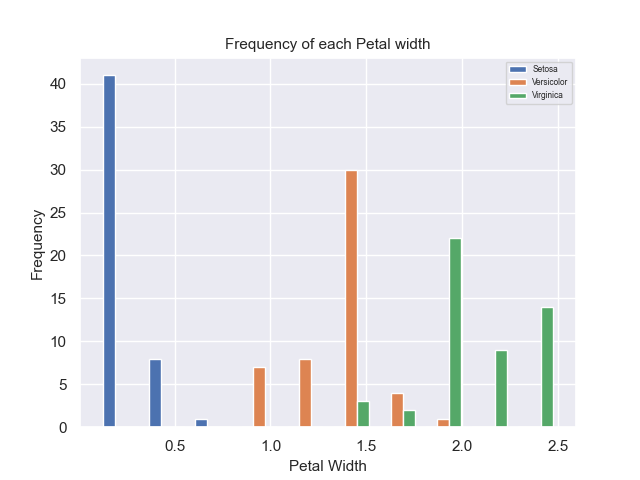 Frequency of each Petal width
Setosa
Versicolor
Virginica
40
35
30
25
20
15
10
5
0
Frequency
0.5 1.0 1.5 2.0 2.5
Petal Width